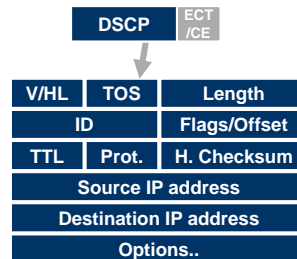 DSCP ECT
/CE
V/HL TOS Length
ID Flags/Offset
TTL Prot. H. Checksum
Source IP address
Destination IP address
Options..